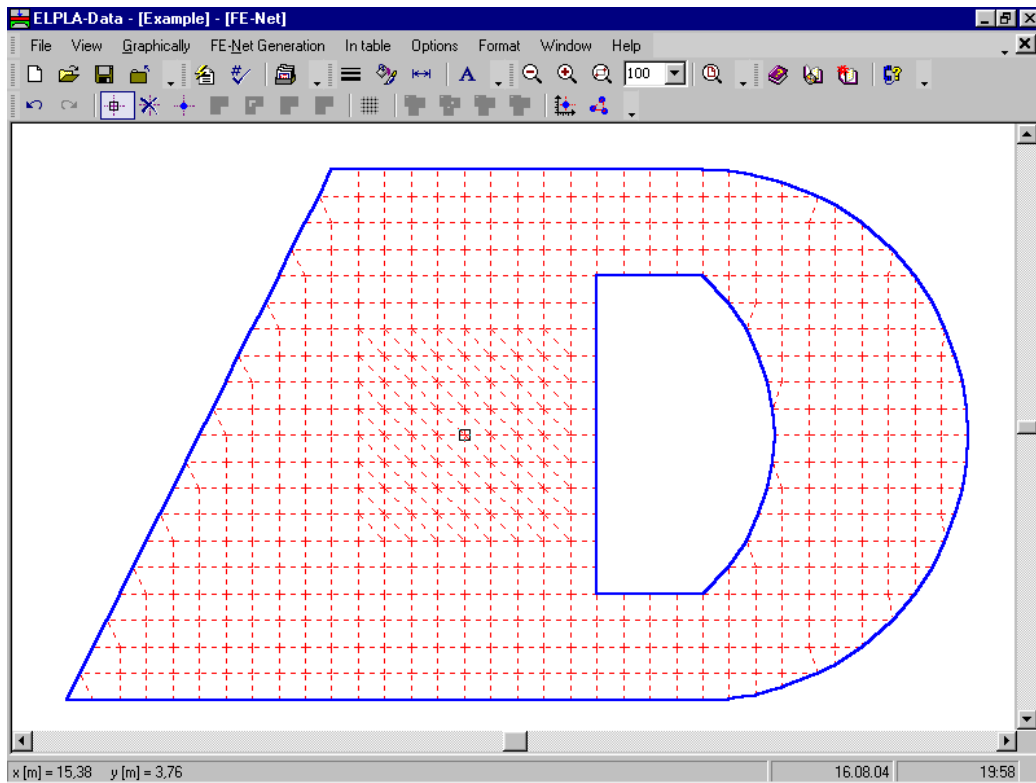 ELPLA-Data - [Example] - [FE-Net]
File View Graphically FE-Net Generation In table Options Format Window Help
A 100
x [m] = 15,38 y [m] = 3,76 16.08.04 19:58